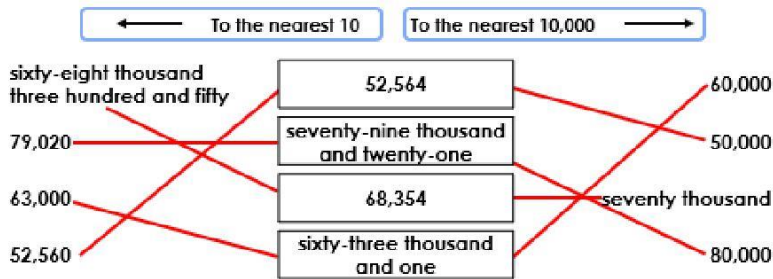 To the nearest 10
To the nearest 10,000
sixty-eight thousand
three hundred and fifty
79,020
63,000
52,560
52,564
seventy-nine thousand
and twenty-one
68,354
sixty-three thousand
and one
60,000
50,000
seventy thousand
80,000